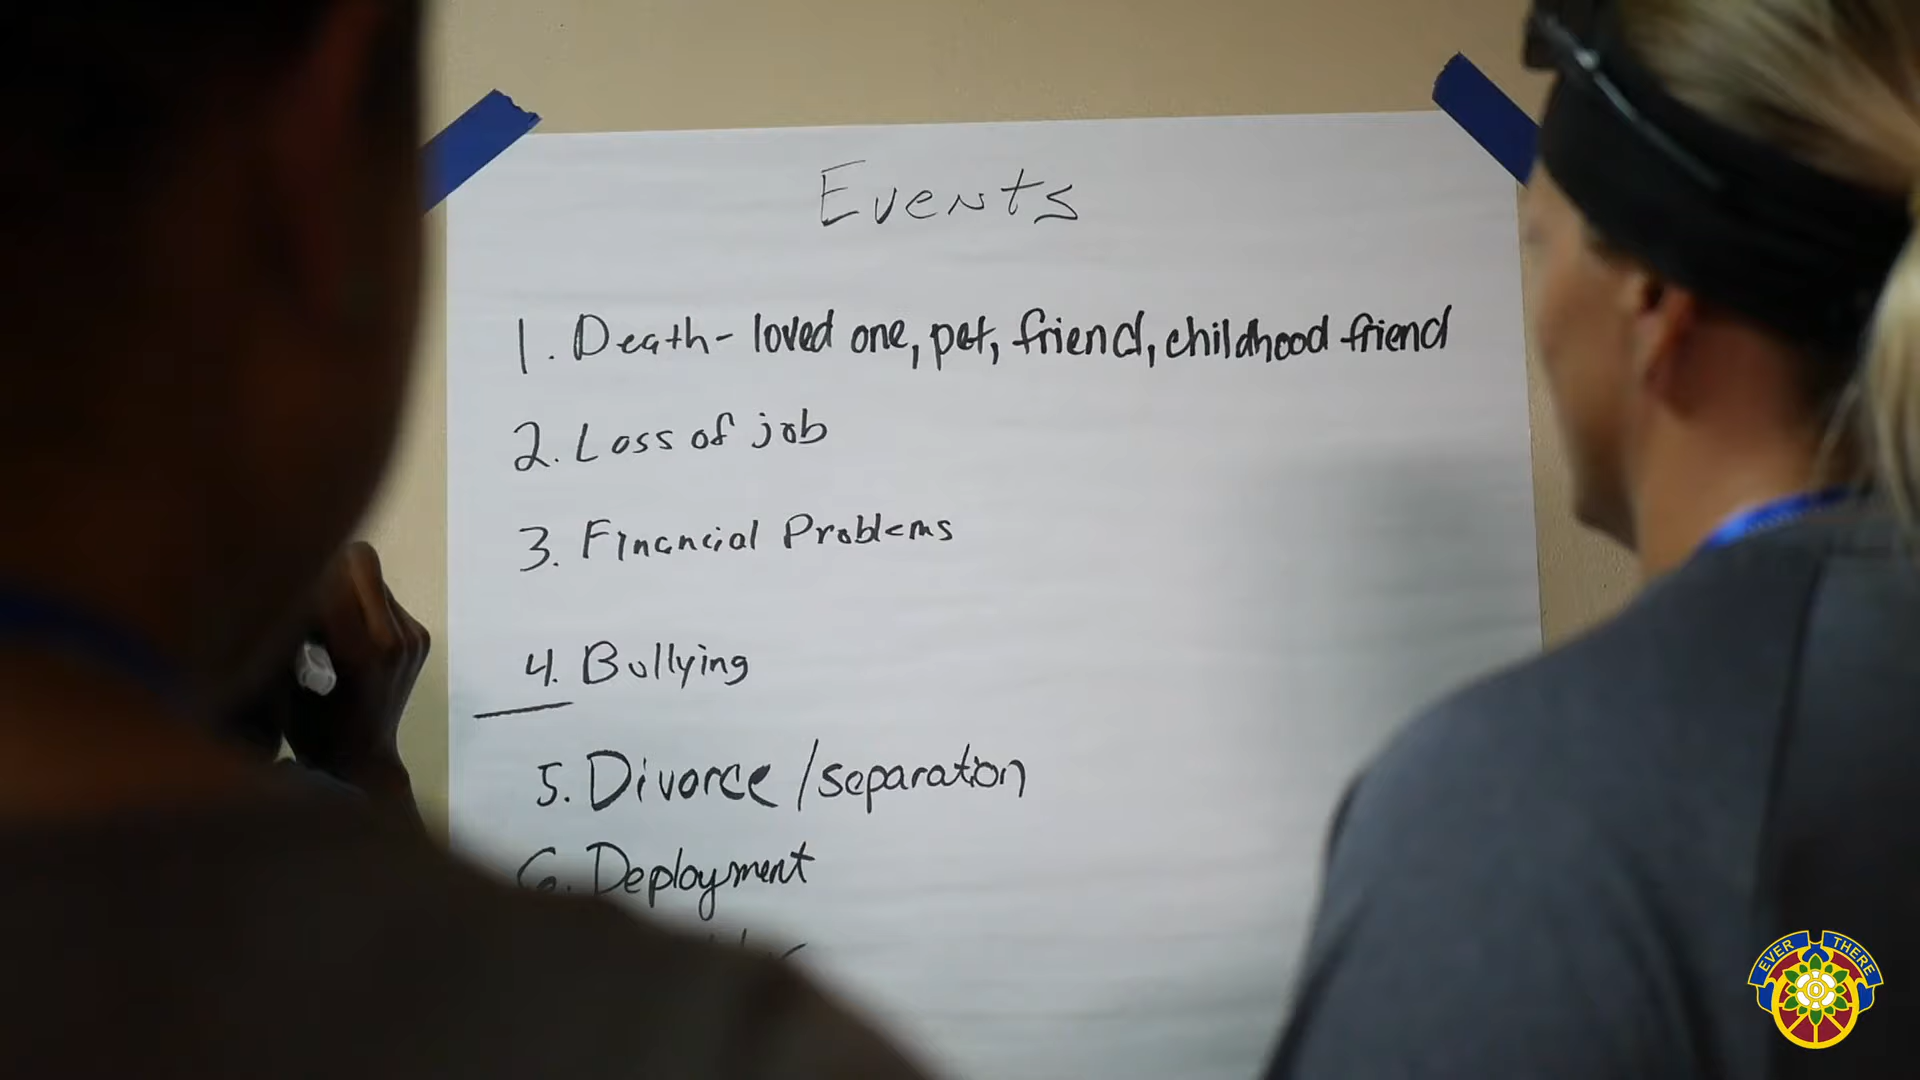 Events
1. Death - loved one, pet, friend, childhood friend
2. Loss of job
3. Financial Problems
4. Bullying
5. Divorce / separation
6. Deployment
EVER THERE